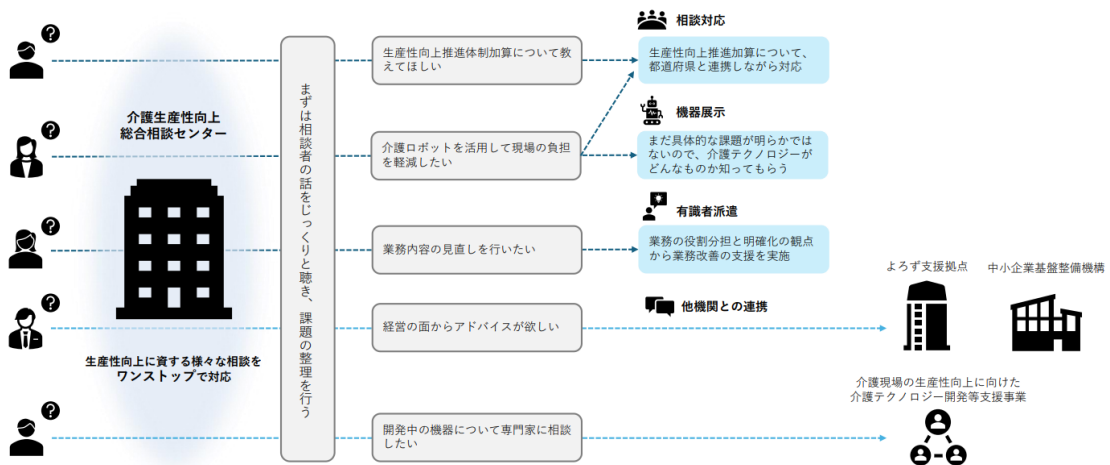 ?
?
?
?
?
介護生産性向上
総合相談センター
生産性向上に資する様々な相談を
ワンストップで対応
まずは相談者の話をじっくりと聴き、課題の整理を行う
生産性向上推進体制加算について教
えてほしい
介護ロボットを活用して現場の負担
を軽減したい
業務内容の見直しを行いたい
経営の面からアドバイスが欲しい
開発中の機器について専門家に相談
したい
相談対応
生産性向上推進加算について、
都道府県と連携しながら対応
機器展示
まだ具体的な課題が明らかでは
ないので、介護テクノロジーが
どんなものか知ってもらう
有識者派遣
業務の役割分担と明確化の観点
から業務改善の支援を実施
他機関との連携
よろず支援拠点
中小企業基盤整備機構
介護現場の生産性向上に向けた
介護テクノロジー開発等支援事業